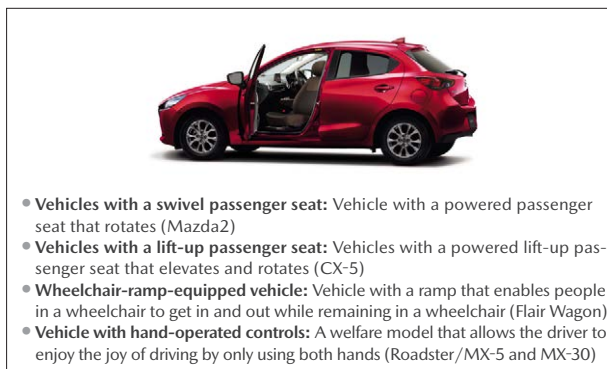 ● Vehicles with a swivel passenger seat: Vehicle with a powered passenger
seat that rotates (Mazda2)
● Vehicles with a lift-up passenger seat: Vehicles with a powered lift-up pas-
senger seat that elevates and rotates (CX-5)
● Wheelchair-ramp-equipped vehicle: Vehicle with a ramp that enables people
in a wheelchair to get in and out while remaining in a wheelchair (Flair Wagon)
● Vehicle with hand-operated controls: A welfare model that allows the driver to
enjoy the joy of driving by only using both hands (Roadster/MX-5 and MX-30)